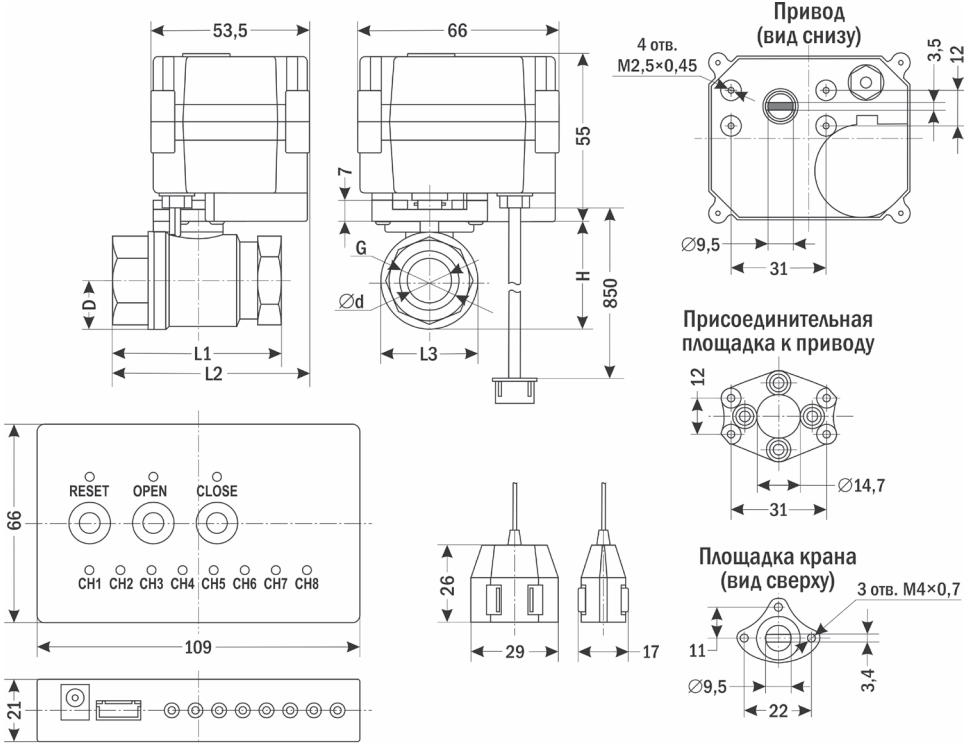 53,5
66
55
7
D
L1
L2
G
Ød
L3
H
850
Привод
(вид снизу)
4 отв.
М2,5×0,45
3,5
12
Ø9,5
31
Присоединительная
площадка к приводу
12
Ø14,7
31
66
RESET OPEN CLOSE
CH1 CH2 CH3 CH4 CH5 CH6 CH7 CH8
109
21
26
29
17
Площадка крана
(вид сверху)
3 отв. М4×0,7
11
3,4
Ø9,5
22